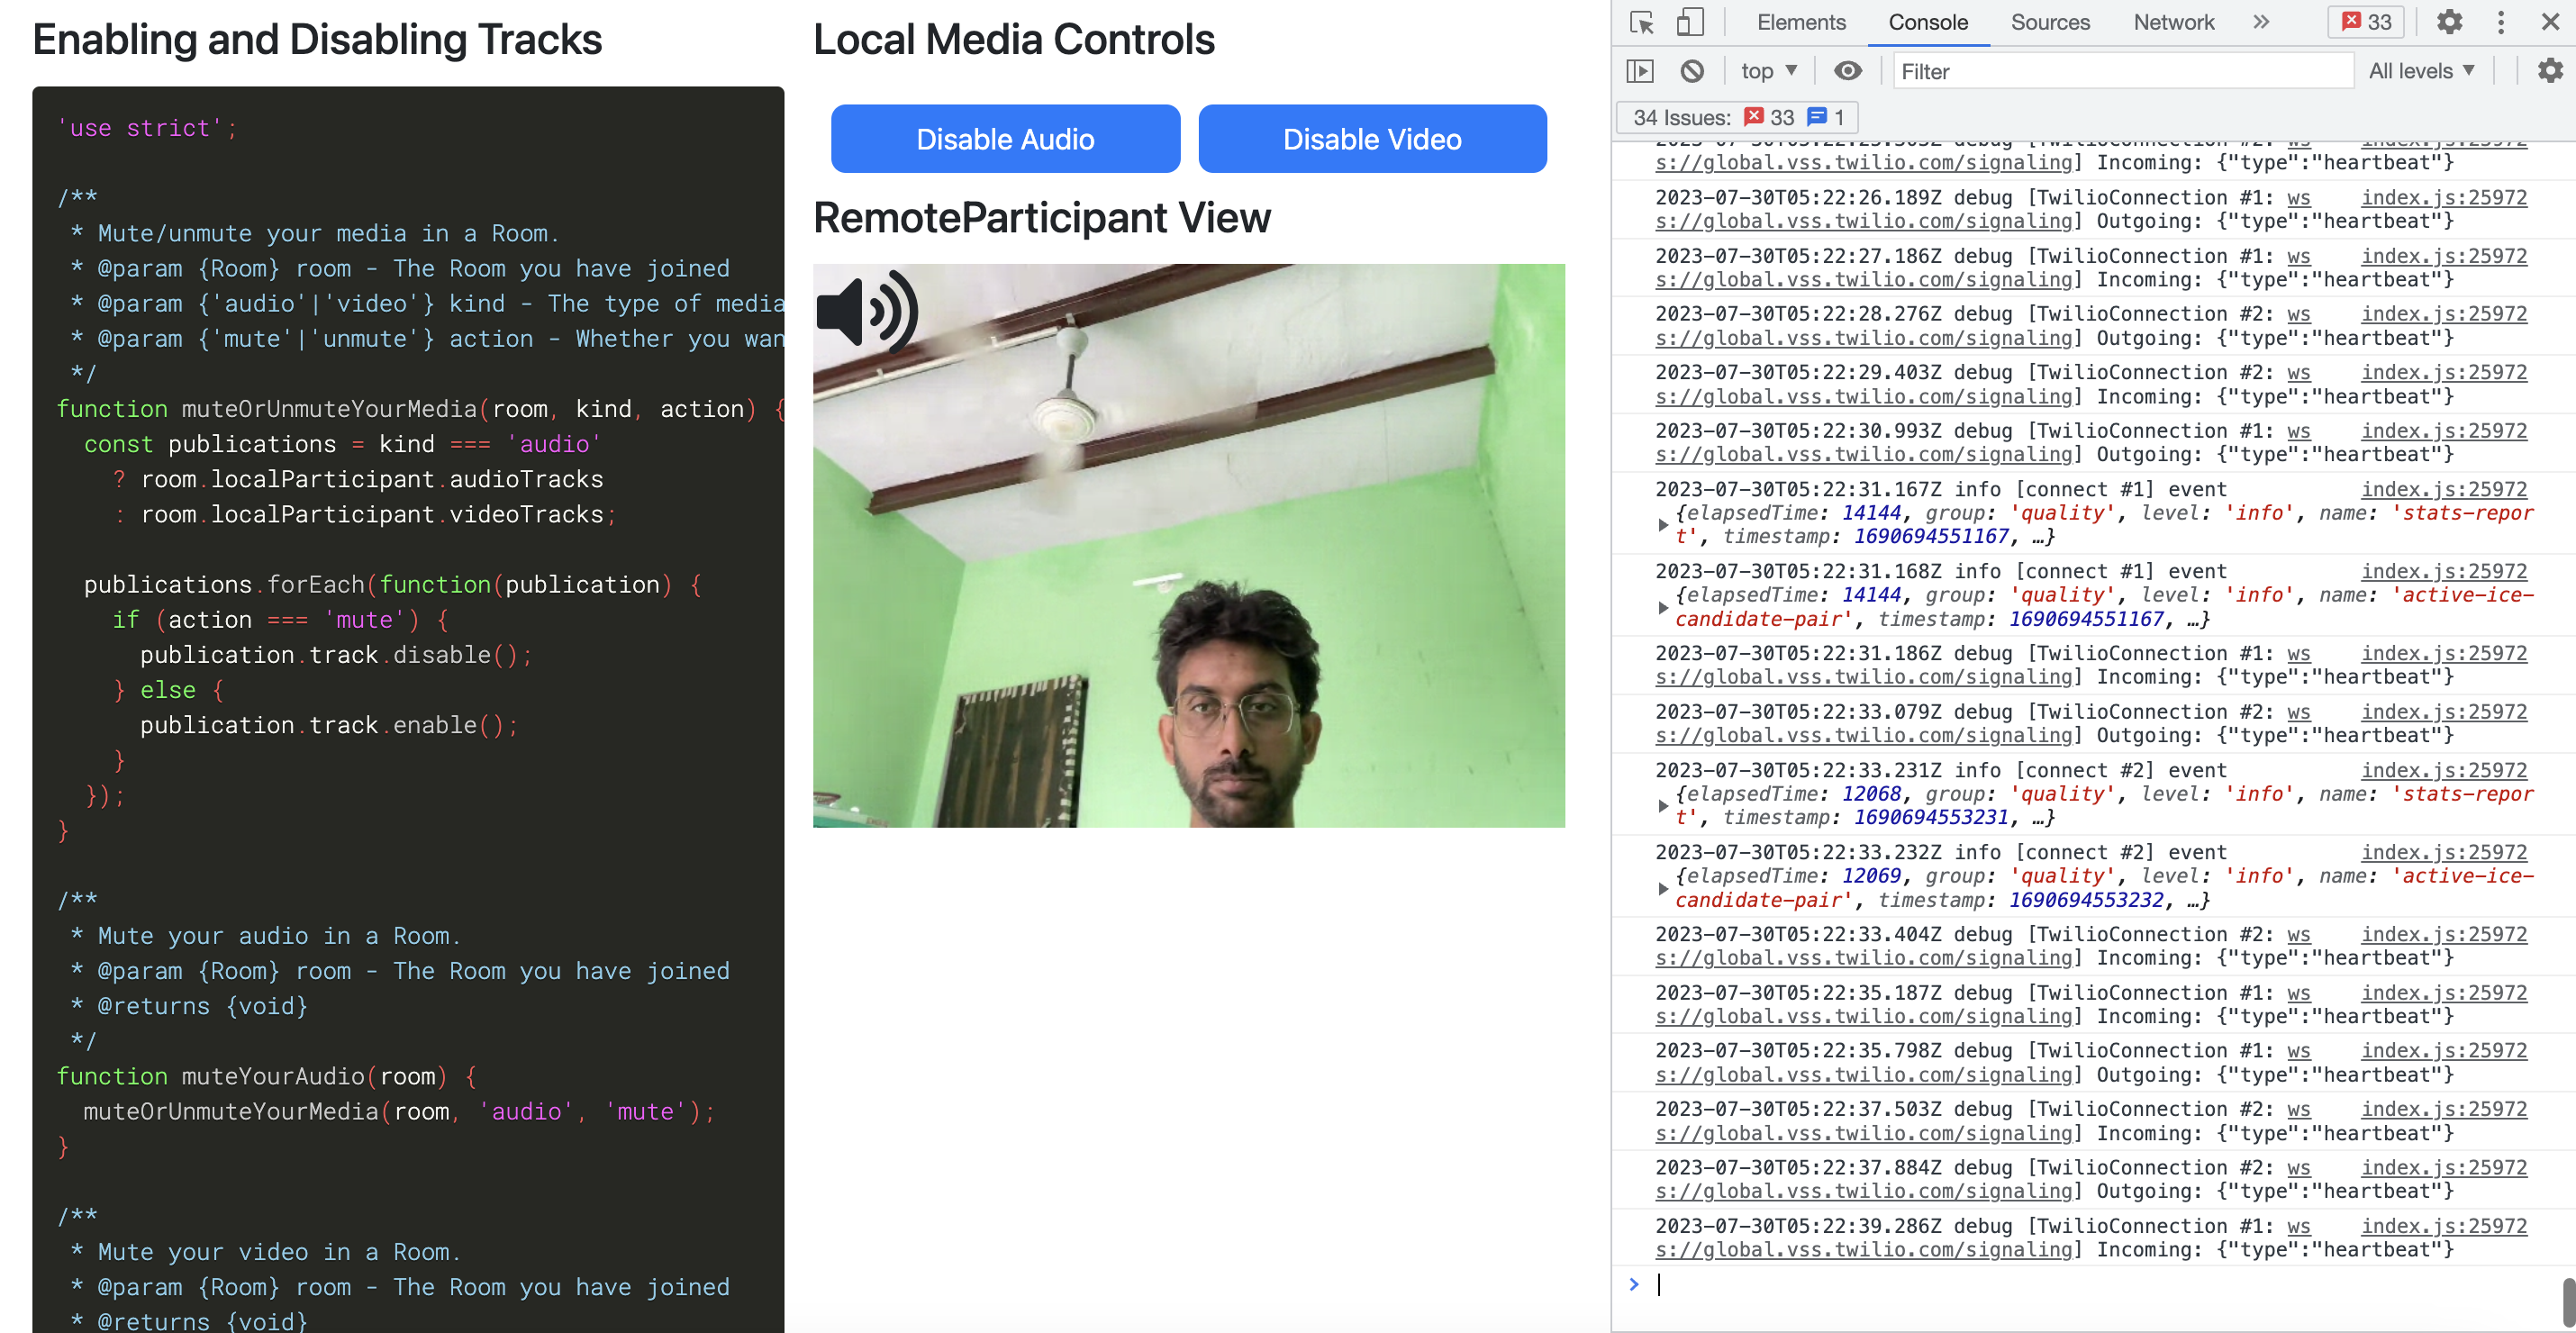 Enabling and Disabling Tracks
'use strict';
/**
 * Mute/unmute your media in a Room.
 * @param {Room} room - The Room you have joined
 * @param {'audio'|'video'} kind - The type of media
 * @param {'mute'|'unmute'} action - Whether you wan
 */
function muteOrUnmuteYourMedia(room, kind, action) {
  const publications = kind === 'audio'
    ? room.localParticipant.audioTracks
    : room.localParticipant.videoTracks;
  publications.forEach(function(publication) {
    if (action === 'mute') {
      publication.track.disable();
    } else {
      publication.track.enable();
    }
  });
}
/**
 * Mute your audio in a Room.
 * @param {Room} room - The Room you have joined
 * @returns {void}
 */
function muteYourAudio(room) {
  muteOrUnmuteYourMedia(room, 'audio', 'mute');
}
/**
 * Mute your video in a Room.
 * @param {Room} room - The Room you have joined
 * @returns {void}
Local Media Controls
Disable Audio
Disable Video
RemoteParticipant View
Elements Console Sources Network » 33
top Filter All levels
34 Issues: 33 1
2023-07-30T05:22:25.303Z debug [TwilioConnection #2: ws index.js:25972
s://global.vss.twilio.com/signaling] Incoming: {"type":"heartbeat"}
2023-07-30T05:22:26.189Z debug [TwilioConnection #1: ws index.js:25972
s://global.vss.twilio.com/signaling] Outgoing: {"type":"heartbeat"}
2023-07-30T05:22:27.186Z debug [TwilioConnection #1: ws index.js:25972
s://global.vss.twilio.com/signaling] Incoming: {"type":"heartbeat"}
2023-07-30T05:22:28.276Z debug [TwilioConnection #2: ws index.js:25972
s://global.vss.twilio.com/signaling] Outgoing: {"type":"heartbeat"}
2023-07-30T05:22:29.403Z debug [TwilioConnection #2: ws index.js:25972
s://global.vss.twilio.com/signaling] Incoming: {"type":"heartbeat"}
2023-07-30T05:22:30.993Z debug [TwilioConnection #1: ws index.js:25972
s://global.vss.twilio.com/signaling] Outgoing: {"type":"heartbeat"}
2023-07-30T05:22:31.167Z info [connect #1] event index.js:25972
{elapsedTime: 14144, group: 'quality', level: 'info', name: 'stats-repor
t', timestamp: 1690694551167, …}
2023-07-30T05:22:31.168Z info [connect #1] event index.js:25972
{elapsedTime: 14144, group: 'quality', level: 'info', name: 'active-ice-
candidate-pair', timestamp: 1690694551167, …}
2023-07-30T05:22:31.186Z debug [TwilioConnection #1: ws index.js:25972
s://global.vss.twilio.com/signaling] Incoming: {"type":"heartbeat"}
2023-07-30T05:22:33.079Z debug [TwilioConnection #2: ws index.js:25972
s://global.vss.twilio.com/signaling] Outgoing: {"type":"heartbeat"}
2023-07-30T05:22:33.231Z info [connect #2] event index.js:25972
{elapsedTime: 12068, group: 'quality', level: 'info', name: 'stats-repor
t', timestamp: 1690694553231, …}
2023-07-30T05:22:33.232Z info [connect #2] event index.js:25972
{elapsedTime: 12069, group: 'quality', level: 'info', name: 'active-ice-
candidate-pair', timestamp: 1690694553232, …}
2023-07-30T05:22:33.404Z debug [TwilioConnection #2: ws index.js:25972
s://global.vss.twilio.com/signaling] Incoming: {"type":"heartbeat"}
2023-07-30T05:22:35.187Z debug [TwilioConnection #1: ws index.js:25972
s://global.vss.twilio.com/signaling] Incoming: {"type":"heartbeat"}
2023-07-30T05:22:35.798Z debug [TwilioConnection #1: ws index.js:25972
s://global.vss.twilio.com/signaling] Outgoing: {"type":"heartbeat"}
2023-07-30T05:22:37.503Z debug [TwilioConnection #2: ws index.js:25972
s://global.vss.twilio.com/signaling] Incoming: {"type":"heartbeat"}
2023-07-30T05:22:37.884Z debug [TwilioConnection #2: ws index.js:25972
s://global.vss.twilio.com/signaling] Outgoing: {"type":"heartbeat"}
2023-07-30T05:22:39.286Z debug [TwilioConnection #1: ws index.js:25972
s://global.vss.twilio.com/signaling] Incoming: {"type":"heartbeat"}